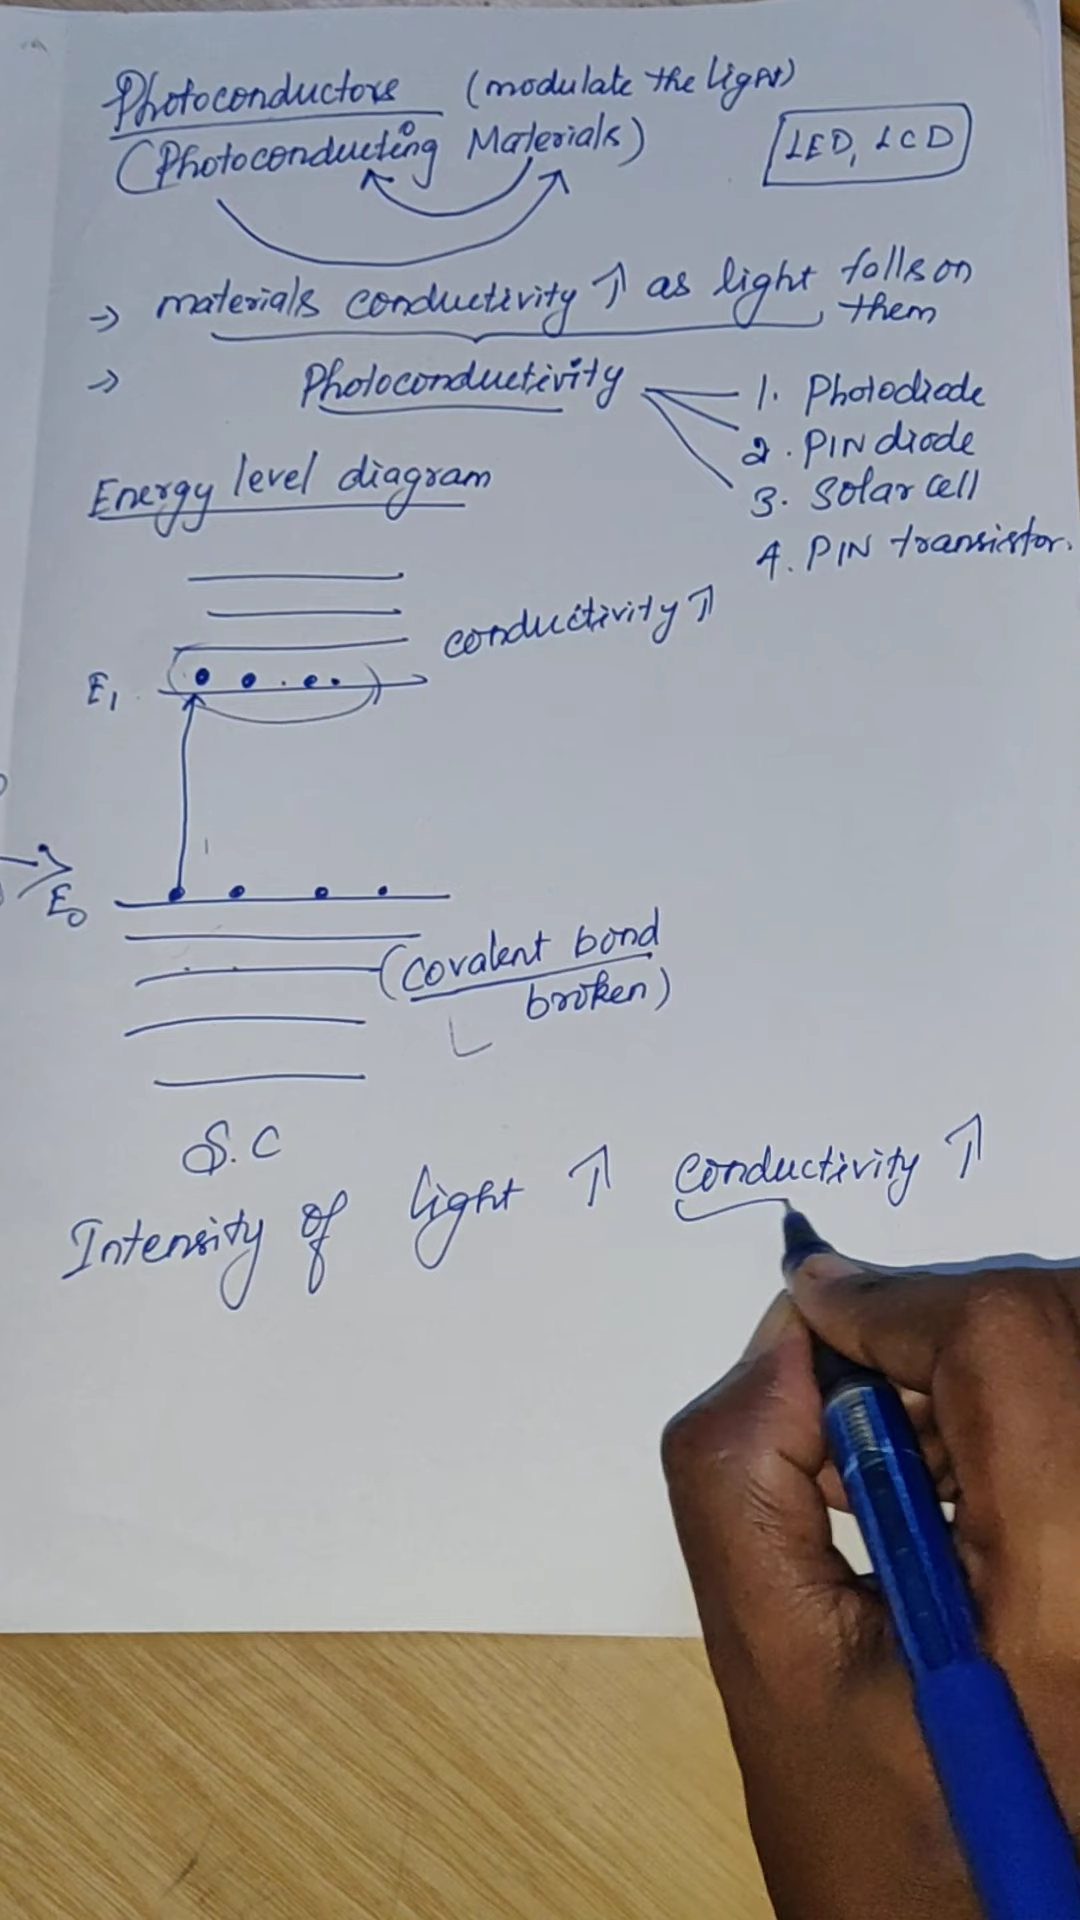 Photoconductors (modulate the light)
(Photoconducting Materials)
LED, LCD
→ materials conductivity ↑ as light falls on
them
→ Photoconductivity
1. Photodiode
2. PIN diode
3. Solar cell
4. PIN transistor.
Energy level diagram
conductivity ↑
E₁
E₀
(covalent bond
broken)
S.C
Intensity of light ↑ conductivity ↑